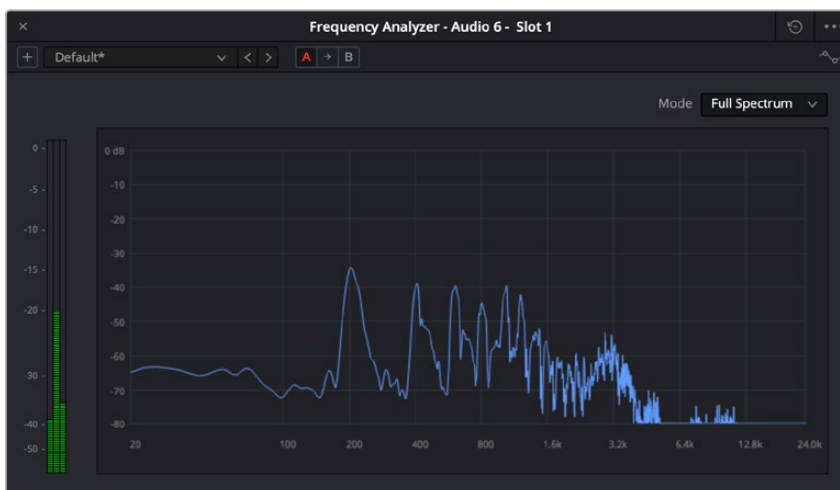 Frequency Analyzer - Audio 6 - Slot 1
Default*
A
B
Mode Full Spectrum
0
-5
-10
-15
-20
-30
-40
-50
0 dB
-10
-20
-30
-40
-50
-60
-70
-80
20 100 200 400 800 1.6k 3.2k 6.4k 12.8k 24.0k